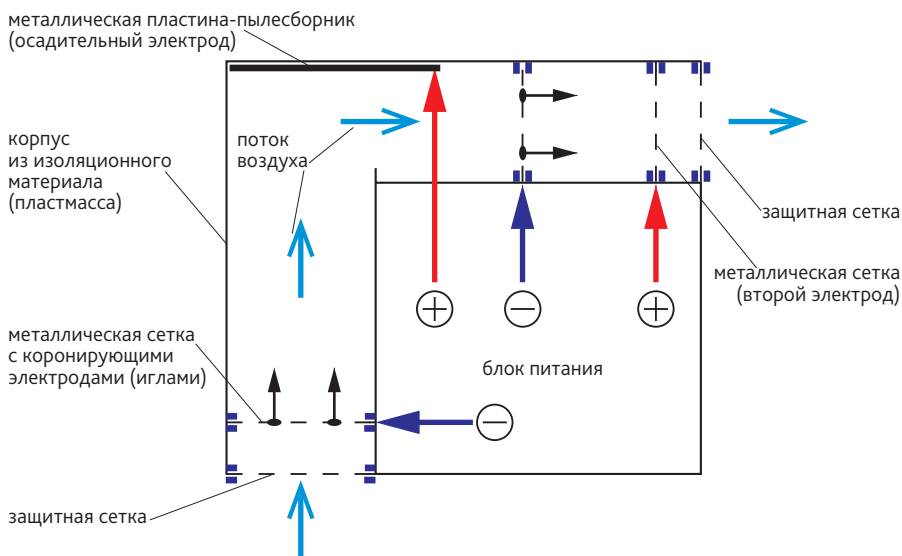 металлическая пластина-пылесборник
(осадительный электрод)
корпус
из изоляционного
материала
(пластмасса)
поток
воздуха
защитная сетка
металлическая сетка
(второй электрод)
металлическая сетка
с коронирующими
электродами (иглами)
блок питания
защитная сетка